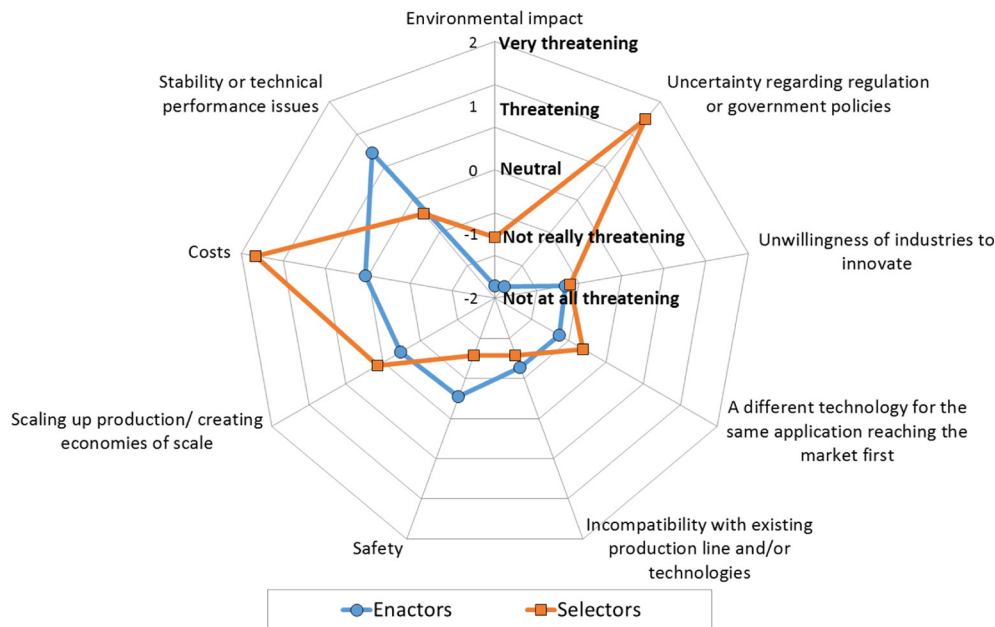 Environmental impact
2
Very threatening
Stability or technical
performance issues
Uncertainty regarding regulation
or government policies
1
Threatening
0
Neutral
Costs
-1
Not really threatening
Unwillingness of industries to
innovate
-2
Not at all threatening
Scaling up production/ creating
economies of scale
A different technology for the
same application reaching the
market first
Safety
Incompatibility with existing
production line and/or
technologies
Enactors
Selectors